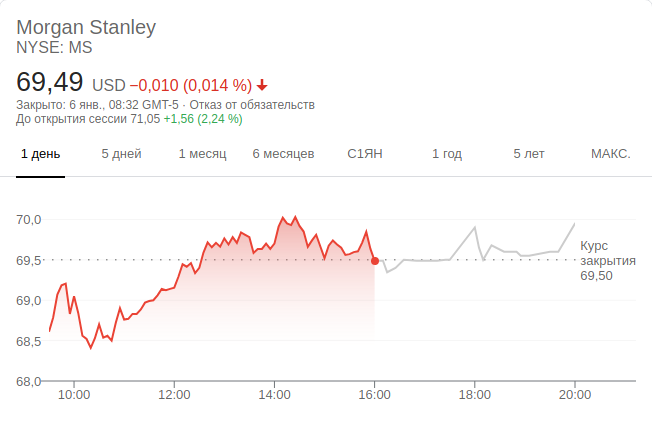 Morgan Stanley
NYSE: MS
69,49 USD −0,010 (0,014 %)
Закрыто: 6 янв., 08:32 GMT-5 · Отказ от обязательств
До открытия сессии 71,05 +1,56 (2,24 %)
1 день 5 дней 1 месяц 6 месяцев С1ЯН 1 год 5 лет МАКС.
70,0
69,5
69,0
68,5
68,0
Курс
закрытия
69,50
10:00 12:00 14:00 16:00 18:00 20:00